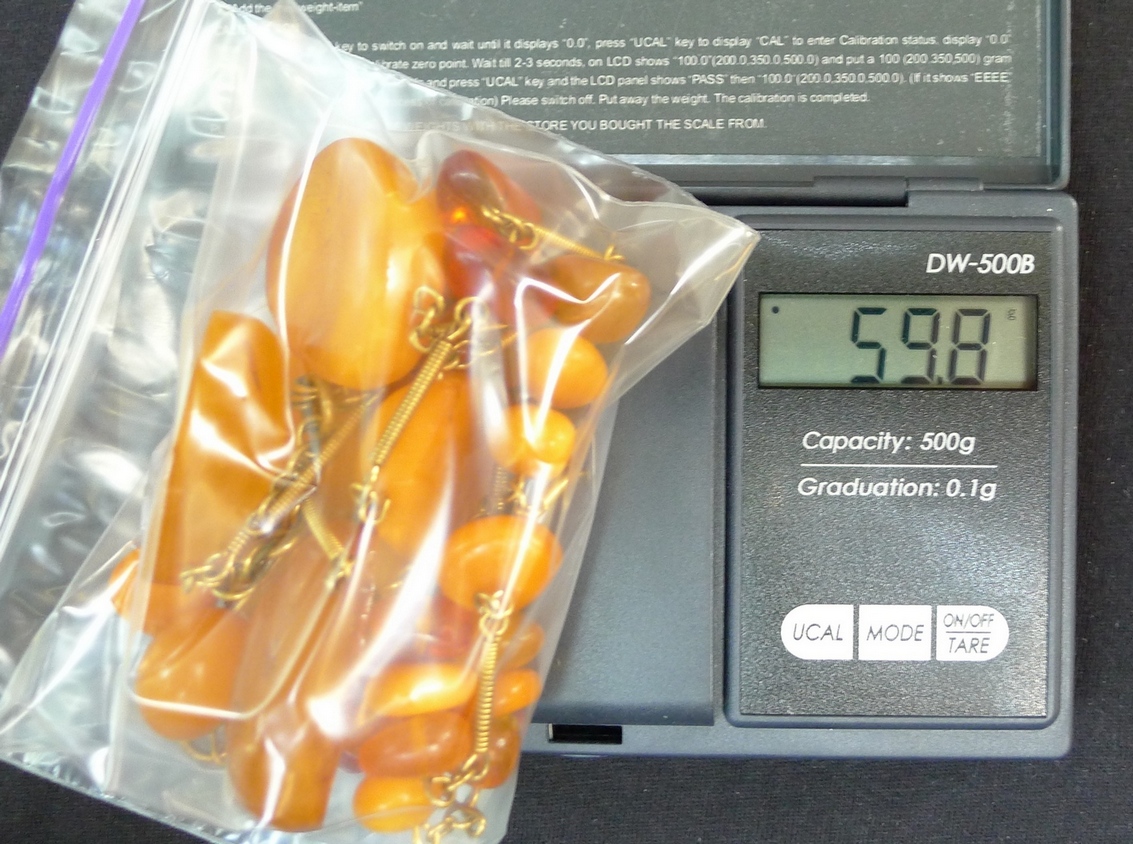 "Add the weight-item"
key to switch on and wait until it displays "0.0", press "UCAL" key to display "CAL" to enter Calibration status, display "0.0"
brate zero point. Wait till 2-3 seconds, on LCD shows "100.0"(200.0.350.0.500.0) and put a 100 (200.350,500) gram
and press "UCAL" key and the LCD panel shows "PASS" then "100.0"(200.0.350.0.500.0). (If it shows "EEEE
) Please switch off. Put away the weight. The calibration is completed.
WITH THE STORE YOU BOUGHT THE SCALE FROM.
DW-500B
59.8 g
Capacity: 500g
Graduation: 0.1g
UCAL
MODE
ON/OFF
TARE